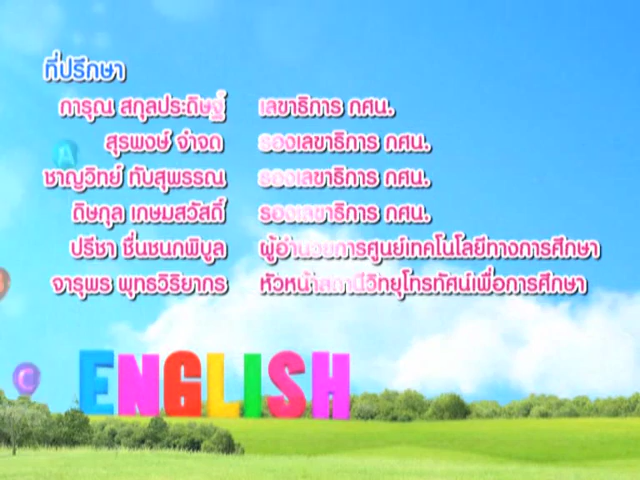 ที่ปรึกษา
การุณ สกุลประดิษฐ์ เลขาธิการ กศน.
สุรพงษ์ จำจด รองเลขาธิการ กศน.
ชาญวิทย์ ทับสุพรรณ รองเลขาธิการ กศน.
ดิษกุล เกษมสวัสดิ์ รองเลขาธิการ กศน.
ปรีชา ชื่นชนกพิบูล ผู้อำนวยการศูนย์เทคโนโลยีทางการศึกษา
จารุพร พุทธวิริยากร หัวหน้าสถานีวิทยุโทรทัศน์เพื่อการศึกษา
A
C
ENGLISH